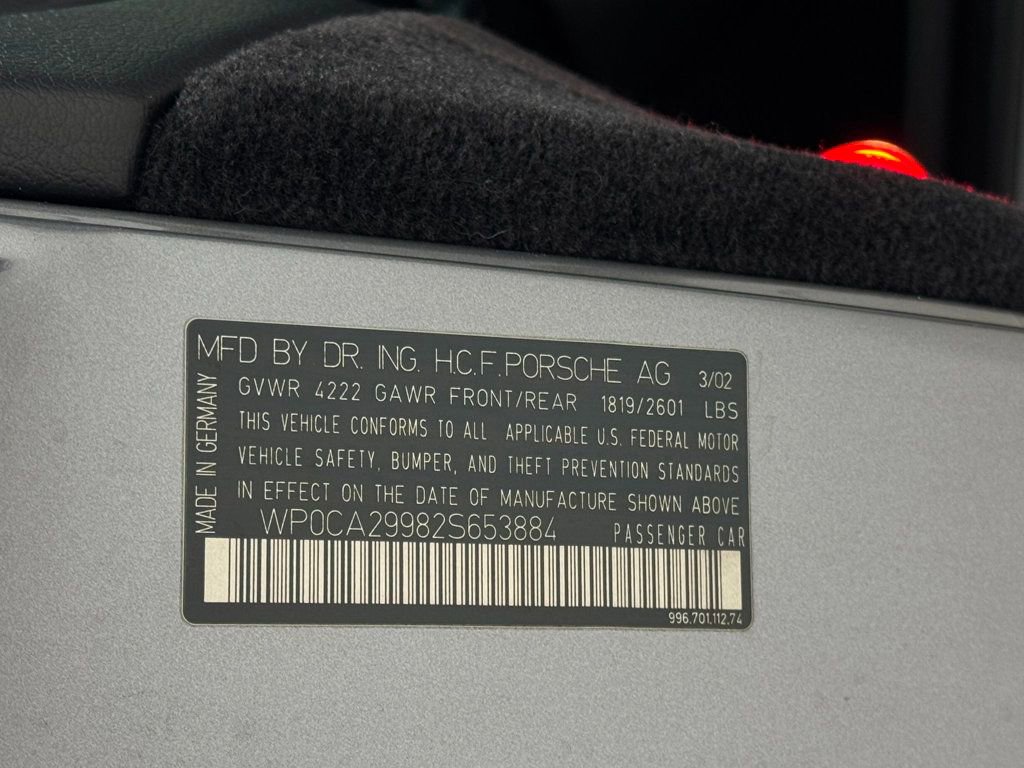 MFD BY DR. ING. H.C.F. PORSCHE AG 3/02
GVWR 4222 GAWR FRONT/REAR 1819/2601 LBS
THIS VEHICLE CONFORMS TO ALL APPLICABLE U.S. FEDERAL MOTOR
VEHICLE SAFETY, BUMPER, AND THEFT PREVENTION STANDARDS
IN EFFECT ON THE DATE OF MANUFACTURE SHOWN ABOVE
WP0CA29982S653884 PASSENGER CAR
996.701.112.74
MADE IN GERMANY